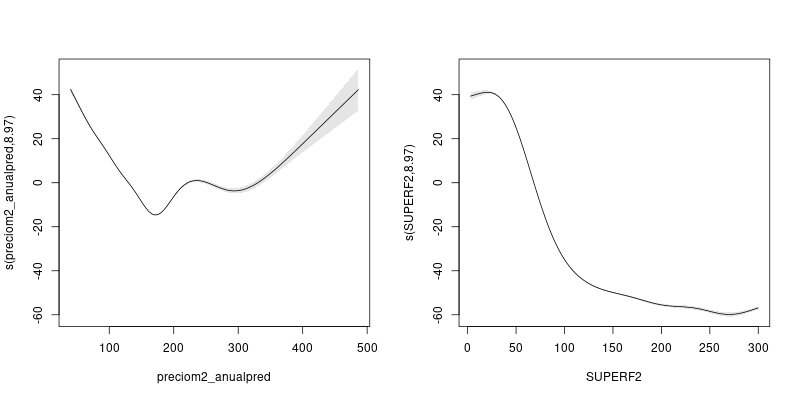 s(preciom2_anualpred,8.97)
40
20
0
-20
-40
-60
100 200 300 400 500
preciom2_anualpred
s(SUPERF2,8.97)
40
20
0
-20
-40
-60
0 50 100 150 200 250 300
SUPERF2